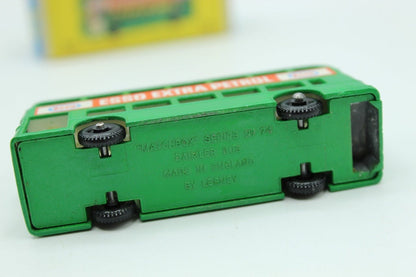 ESSO EXTRA PETROL
"MATCHBOX" SERIES No 74
DAIMLER BUS
MADE IN ENGLAND
BY LESNEY